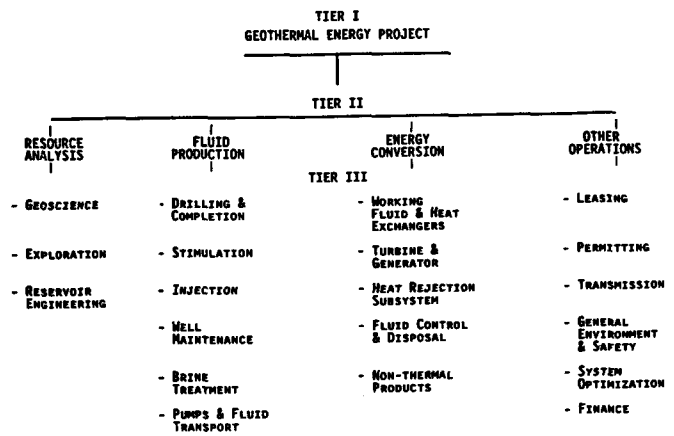 TIER I
GEOTHERMAL ENERGY PROJECT
TIER II
RESOURCE
ANALYSIS
FLUID
PRODUCTION
ENERGY
CONVERSION
OTHER
OPERATIONS
TIER III
- GEOSCIENCE
- EXPLORATION
- RESERVOIR
ENGINEERING
- DRILLING &
COMPLETION
- STIMULATION
- INJECTION
- WELL
MAINTENANCE
- BRINE
TREATMENT
- PUMPS & FLUID
TRANSPORT
- WORKING
FLUID & HEAT
EXCHANGERS
- TURBINE &
GENERATOR
- HEAT REJECTION
SUBSYSTEM
- FLUID CONTROL
& DISPOSAL
- NON-THERMAL
PRODUCTS
- LEASING
- PERMITTING
- TRANSMISSION
- GENERAL
ENVIRONMENT
& SAFETY
- SYSTEM
OPTIMIZATION
- FINANCE